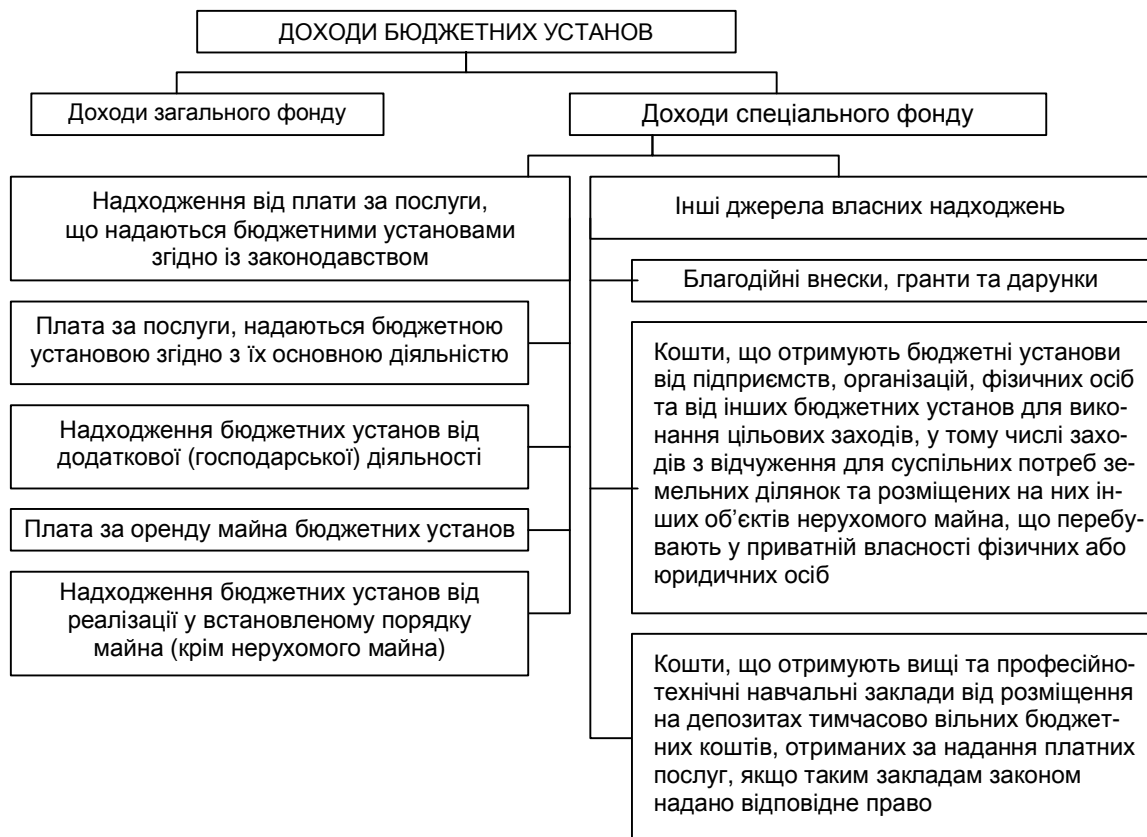 ДОХОДИ БЮДЖЕТНИХ УСТАНОВ
Доходи загального фонду
Доходи спеціального фонду
Надходження від плати за послуги,
що надаються бюджетними установами
згідно із законодавством
Плата за послуги, надаються бюджетною
установою згідно з їх основною діяльністю
Надходження бюджетних установ від
додаткової (господарської) діяльності
Плата за оренду майна бюджетних установ
Надходження бюджетних установ від
реалізації у встановленому порядку
майна (крім нерухомого майна)
Інші джерела власних надходжень
Благодійні внески, гранти та дарунки
Кошти, що отримують бюджетні установи
від підприємств, організацій, фізичних осіб
та від інших бюджетних установ для вико-
нання цільових заходів, у тому числі захо-
дів з відчуження для суспільних потреб зе-
мельних ділянок та розміщених на них ін-
ших об’єктів нерухомого майна, що перебу-
вають у приватній власності фізичних або
юридичних осіб
Кошти, що отримують вищі та професійно-
технічні навчальні заклади від розміщення
на депозитах тимчасово вільних бюджет-
них коштів, отриманих за надання платних
послуг, якщо таким закладам законом
надано відповідне право